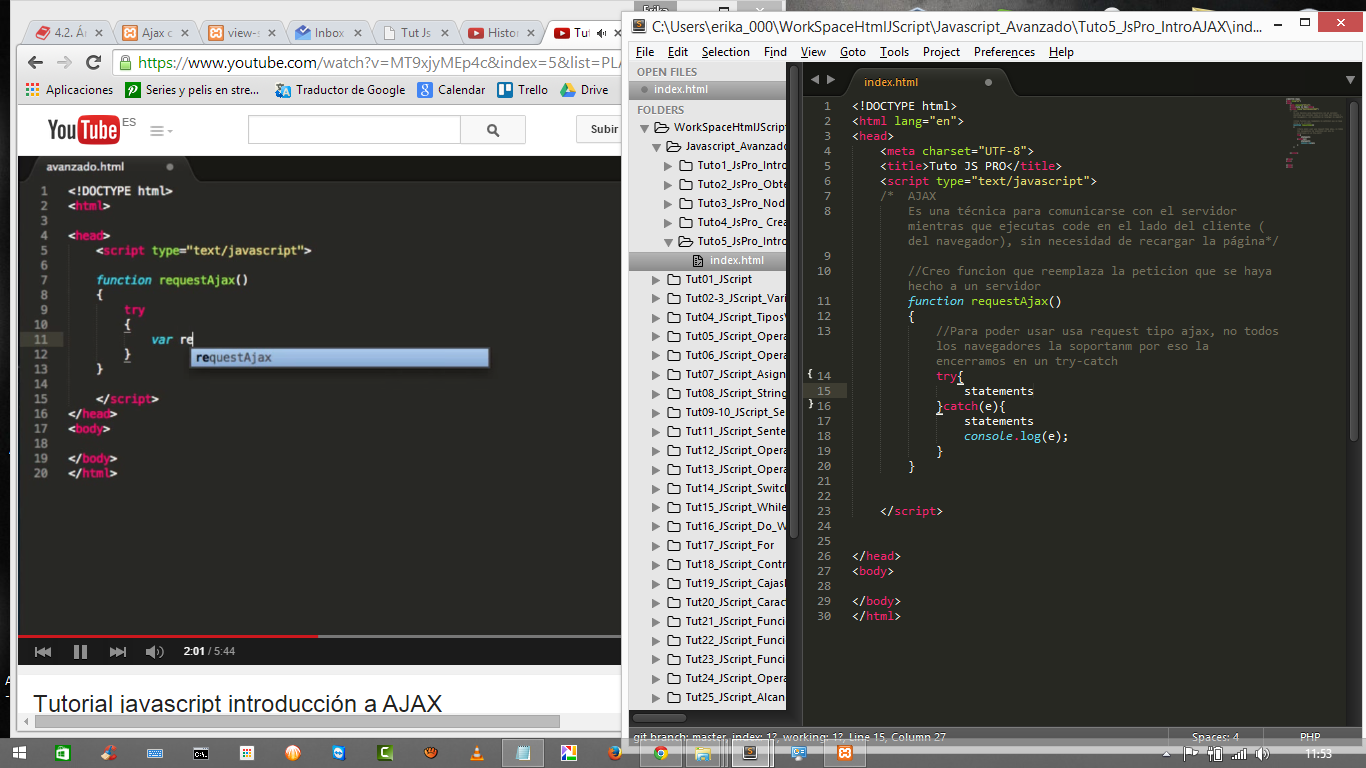 Erika
4.2. Á
Ajax c
view-s
Inbox
Tut Js
Histor
Tut
https://www.youtube.com/watch?v=MT9xjyMEp4c&index=5&list=PLA
Aplicaciones
Series y pelis en stre...
Traductor de Google
Calendar
Trello
Drive
YouTube ES
Subir
avanzado.html
1 <!DOCTYPE html>
2 <html>
3
4 <head>
5 <script type="text/javascript">
6
7 function requestAjax()
8 {
9 try
10 {
11 var re
requestAjax
12 }
13 }
14
15 </script>
16 </head>
17 <body>
18
19 </body>
20 </html>
2:01 / 5:44
Tutorial javascript introducción a AJAX
C:\Users\erika_000\WorkSpaceHtmlJScript\Javascript_Avanzado\Tuto5_JsPro_IntroAJAX\ind...
File Edit Selection Find View Goto Tools Project Preferences Help
OPEN FILES
index.html
FOLDERS
WorkSpaceHtmlJScript
Javascript_Avanzado
Tuto1_JsPro_Intro
Tuto2_JsPro_Obte
Tuto3_JsPro_Nod
Tuto4_JsPro_ Crea
Tuto5_JsPro_Intro
index.html
Tut01_JScript
Tut02-3_JScript_Vari
Tut04_JScript_TiposV
Tut05_JScript_Opera
Tut06_JScript_Opera
Tut07_JScript_Asign
Tut08_JScript_String
Tut09-10_JScript_Se
Tut11_JScript_Sente
Tut12_JScript_Opera
Tut13_JScript_Opera
Tut14_JScript_Switch
Tut15_JScript_While
Tut16_JScript_Do_W
Tut17_JScript_For
Tut18_JScript_Contr
Tut19_JScript_Cajas
Tut20_JScript_Carac
Tut21_JScript_Funci
Tut22_JScript_Funci
Tut23_JScript_Funci
Tut24_JScript_Opera
Tut25_JScript_Alcan
index.html
1 <!DOCTYPE html>
2 <html lang="en">
3 <head>
4 <meta charset="UTF-8">
5 <title>Tuto JS PRO</title>
6 <script type="text/javascript">
7 /* AJAX
8 Es una técnica para comunicarse con el servidor
mientras que ejecutas code en el lado del cliente (
del navegador), sin necesidad de recargar la página*/
9
10 //Creo funcion que reemplaza la peticion que se haya
hecho a un servidor
11 function requestAjax()
12 {
13 //Para poder usar usa request tipo ajax, no todos
los navegadores la soportanm por eso la
encerramos en un try-catch
{ 14 try{
15 statements
} 16 }catch(e){
17 statements
18 console.log(e);
19 }
20 }
21
22
23 </script>
24
25
26 </head>
27 <body>
28
29 </body>
30 </html>
git branch: master, index: 1?, working: 1?, Line 15, Column 27
Spaces: 4
PHP
11:53